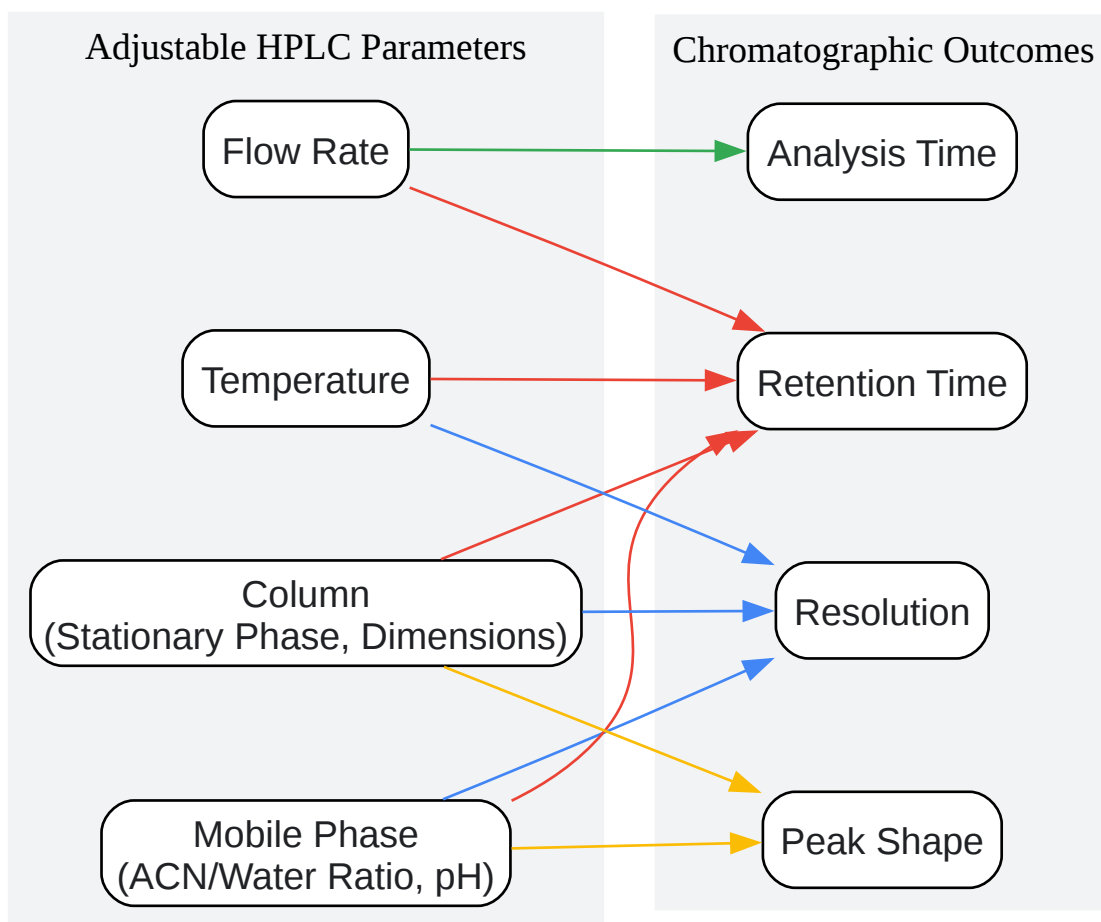 Adjustable HPLC Parameters
Chromatographic Outcomes
Flow Rate
Analysis Time
Temperature
Retention Time
Column
(Stationary Phase, Dimensions)
Resolution
Mobile Phase
(ACN/Water Ratio, pH)
Peak Shape